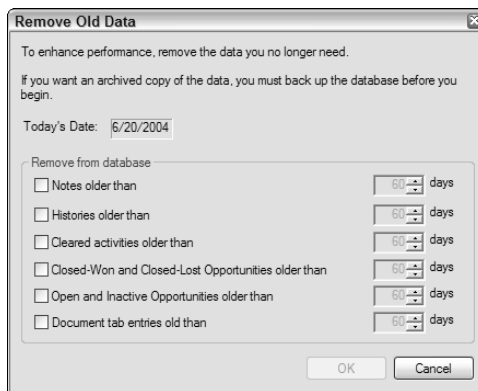 Remove Old Data
To enhance performance, remove the data you no longer need.
If you want an archived copy of the data, you must back up the database before you
begin.
Today's Date: 6/20/2004
Remove from database
Notes older than 60 days
Histories older than 60 days
Cleared activities older than 60 days
Closed-Won and Closed-Lost Opportunities older than 60 days
Open and Inactive Opportunities older than 60 days
Document tab entries old than 60 days
OK Cancel